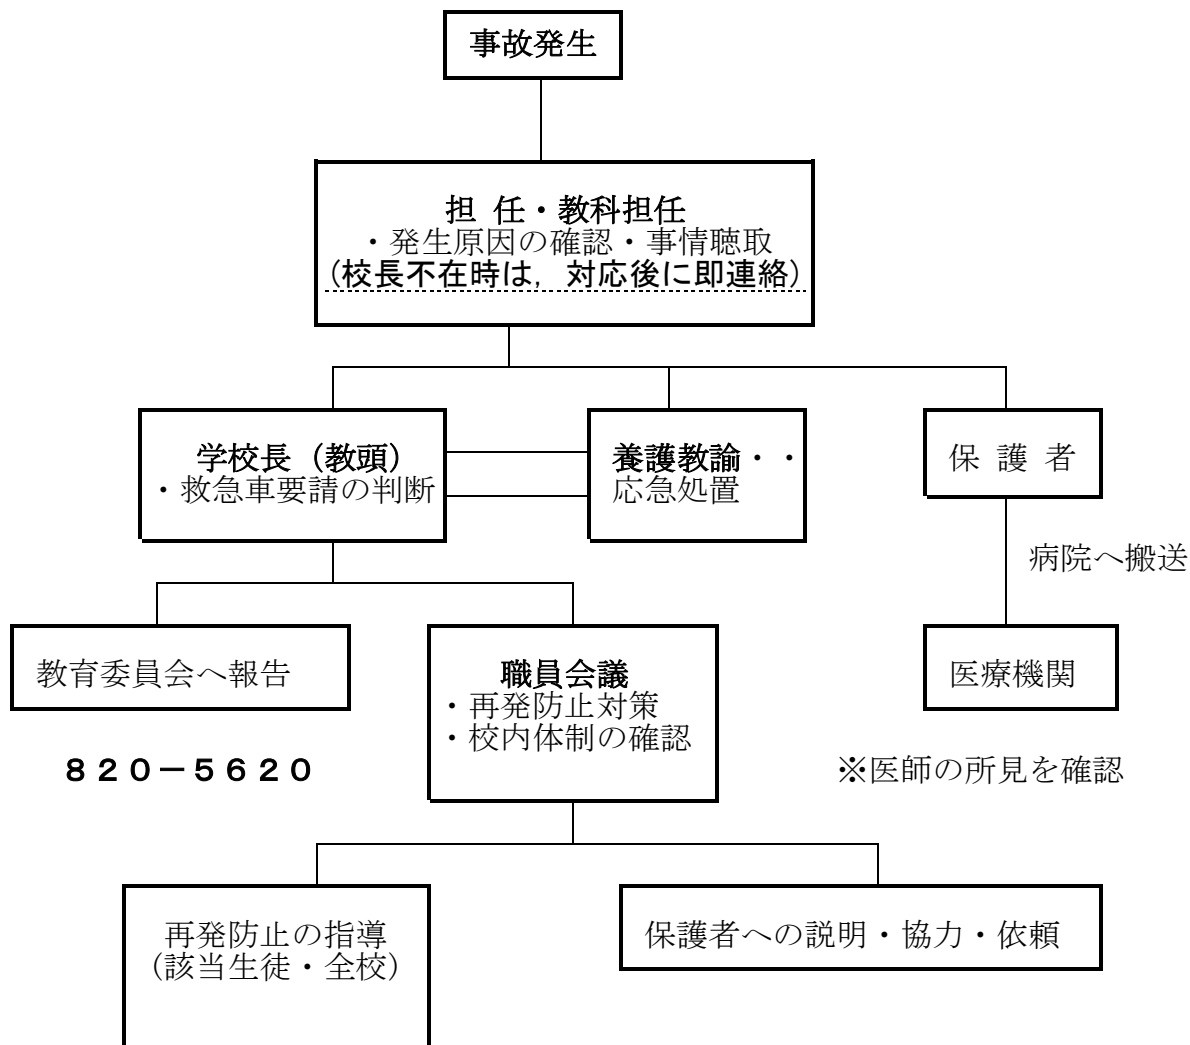 事故発生
担 任・教科担任
・発生原因の確認・事情聴取
(校長不在時は，対応後に即連絡)
学校長（教頭）
・救急車要請の判断
養護教諭・・
応急処置
保 護 者
病院へ搬送
教育委員会へ報告
職員会議
・再発防止対策
・校内体制の確認
医療機関
８２０－５６２０
※医師の所見を確認
再発防止の指導
(該当生徒・全校)
保護者への説明・協力・依頼